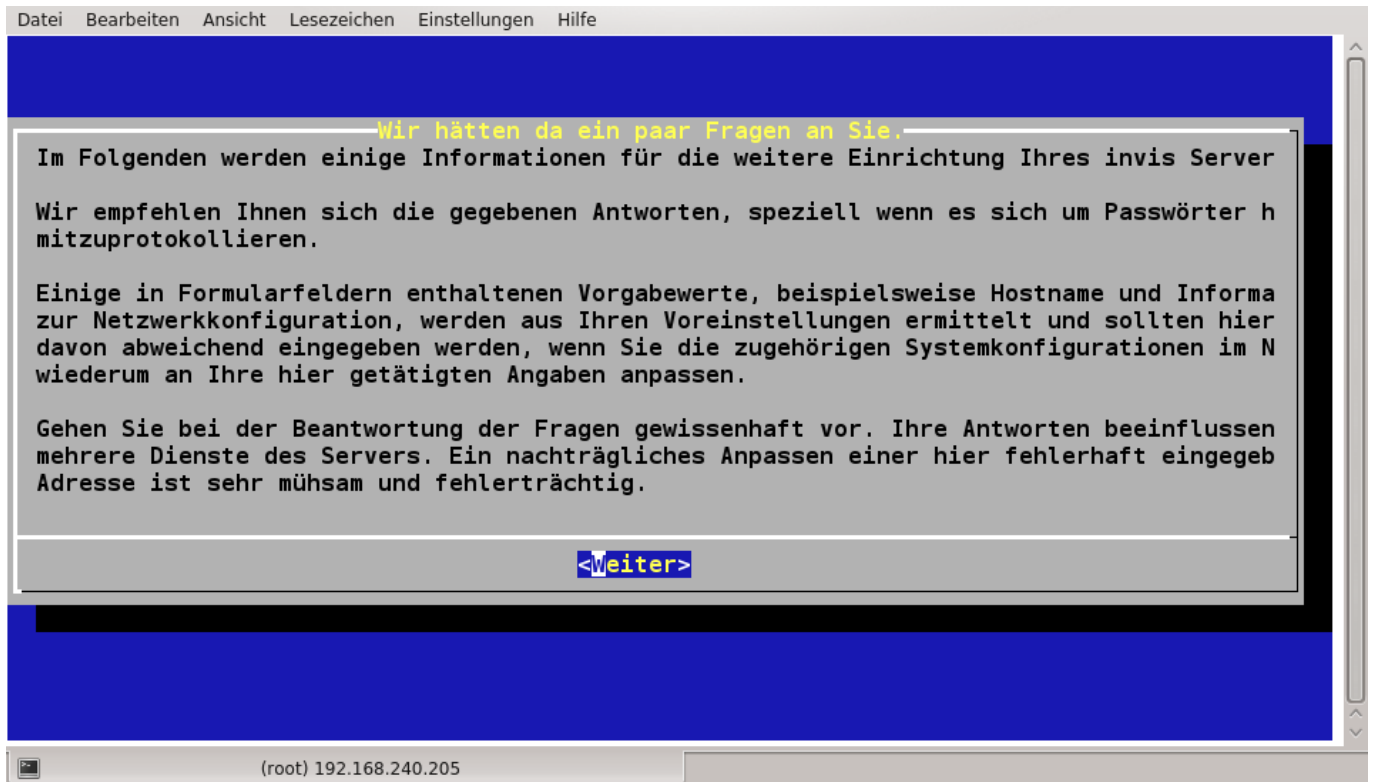 Datei Bearbeiten Ansicht Lesezeichen Einstellungen Hilfe
Wir hätten da ein paar Fragen an Sie.
Im Folgenden werden einige Informationen für die weitere Einrichtung Ihres invis Server
Wir empfehlen Ihnen sich die gegebenen Antworten, speziell wenn es sich um Passwörter h
mitzuprotokollieren.
Einige in Formularfeldern enthaltenen Vorgabewerte, beispielsweise Hostname und Informa
zur Netzwerkkonfiguration, werden aus Ihren Voreinstellungen ermittelt und sollten hier
davon abweichend eingegeben werden, wenn Sie die zugehörigen Systemkonfigurationen im N
wiederum an Ihre hier getätigten Angaben anpassen.
Gehen Sie bei der Beantwortung der Fragen gewissenhaft vor. Ihre Antworten beeinflussen
mehrere Dienste des Servers. Ein nachträgliches Anpassen einer hier fehlerhaft eingegeb
Adresse ist sehr mühsam und fehlerträchtig.
<Weiter>
(root) 192.168.240.205